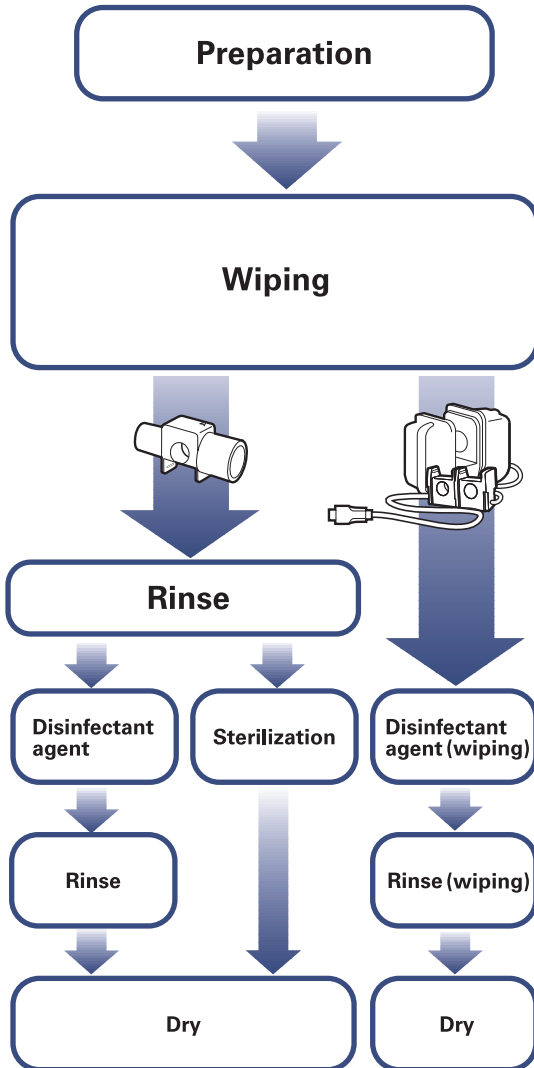 Preparation
Wiping
Rinse
Disinfectant
agent
Sterilization
Disinfectant
agent (wiping)
Rinse
Rinse (wiping)
Dry
Dry